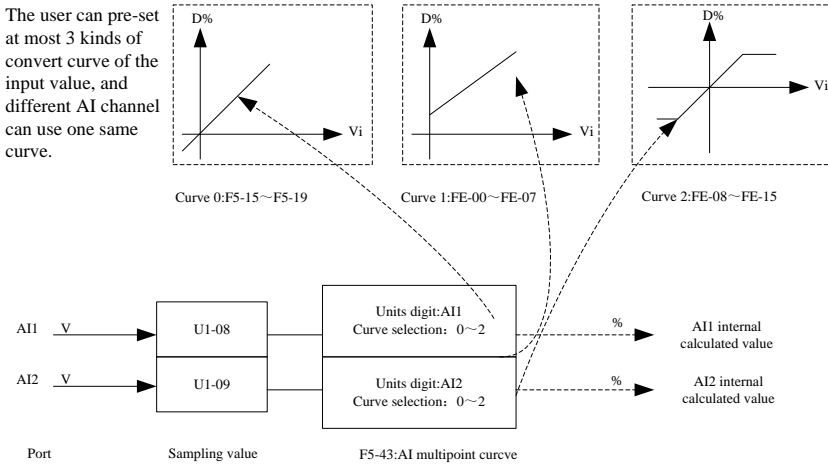 The user can pre-set
at most 3 kinds of
convert curve of the
input value, and
different AI channel
can use one same
curve.
D%
Vi
D%
Vi
D%
Vi
Curve 0:F5-15～F5-19
Curve 1:FE-00～FE-07
Curve 2:FE-08～FE-15
AI1
V
U1-08
Units digit:AI1
Curve selection：0～2
%
AI1 internal
calculated value
AI2
V
U1-09
Units digit:AI2
Curve selection：0～2
%
AI2 internal
calculated value
Port
Sampling value
F5-43:AI multipoint curcve